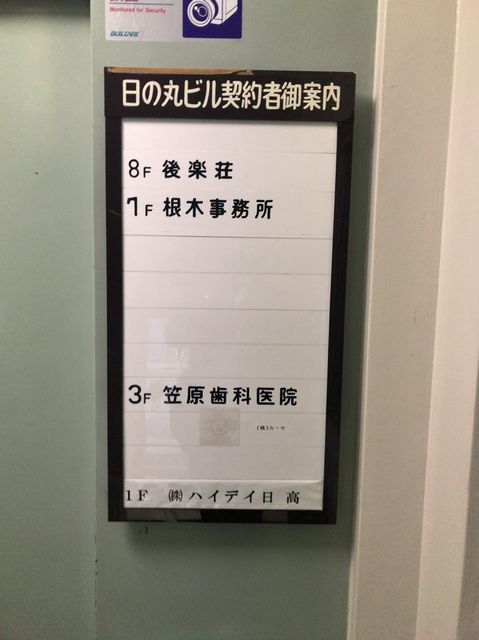 Monitored for Security
BUILCARE
日の丸ビル契約者御案内
8F 後楽荘
7F 根木事務所
3F 笠原歯科医院
(株)カーサ
1F ㈱ハイデイ日高